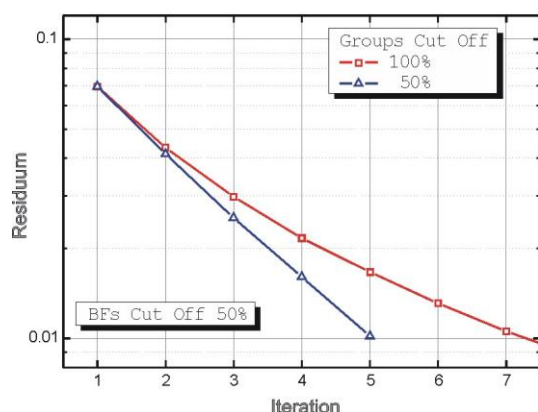 0.1
Groups Cut Off
100%
50%
Residuum
BFs Cut Off 50%
0.01
1 2 3 4 5 6 7
Iteration